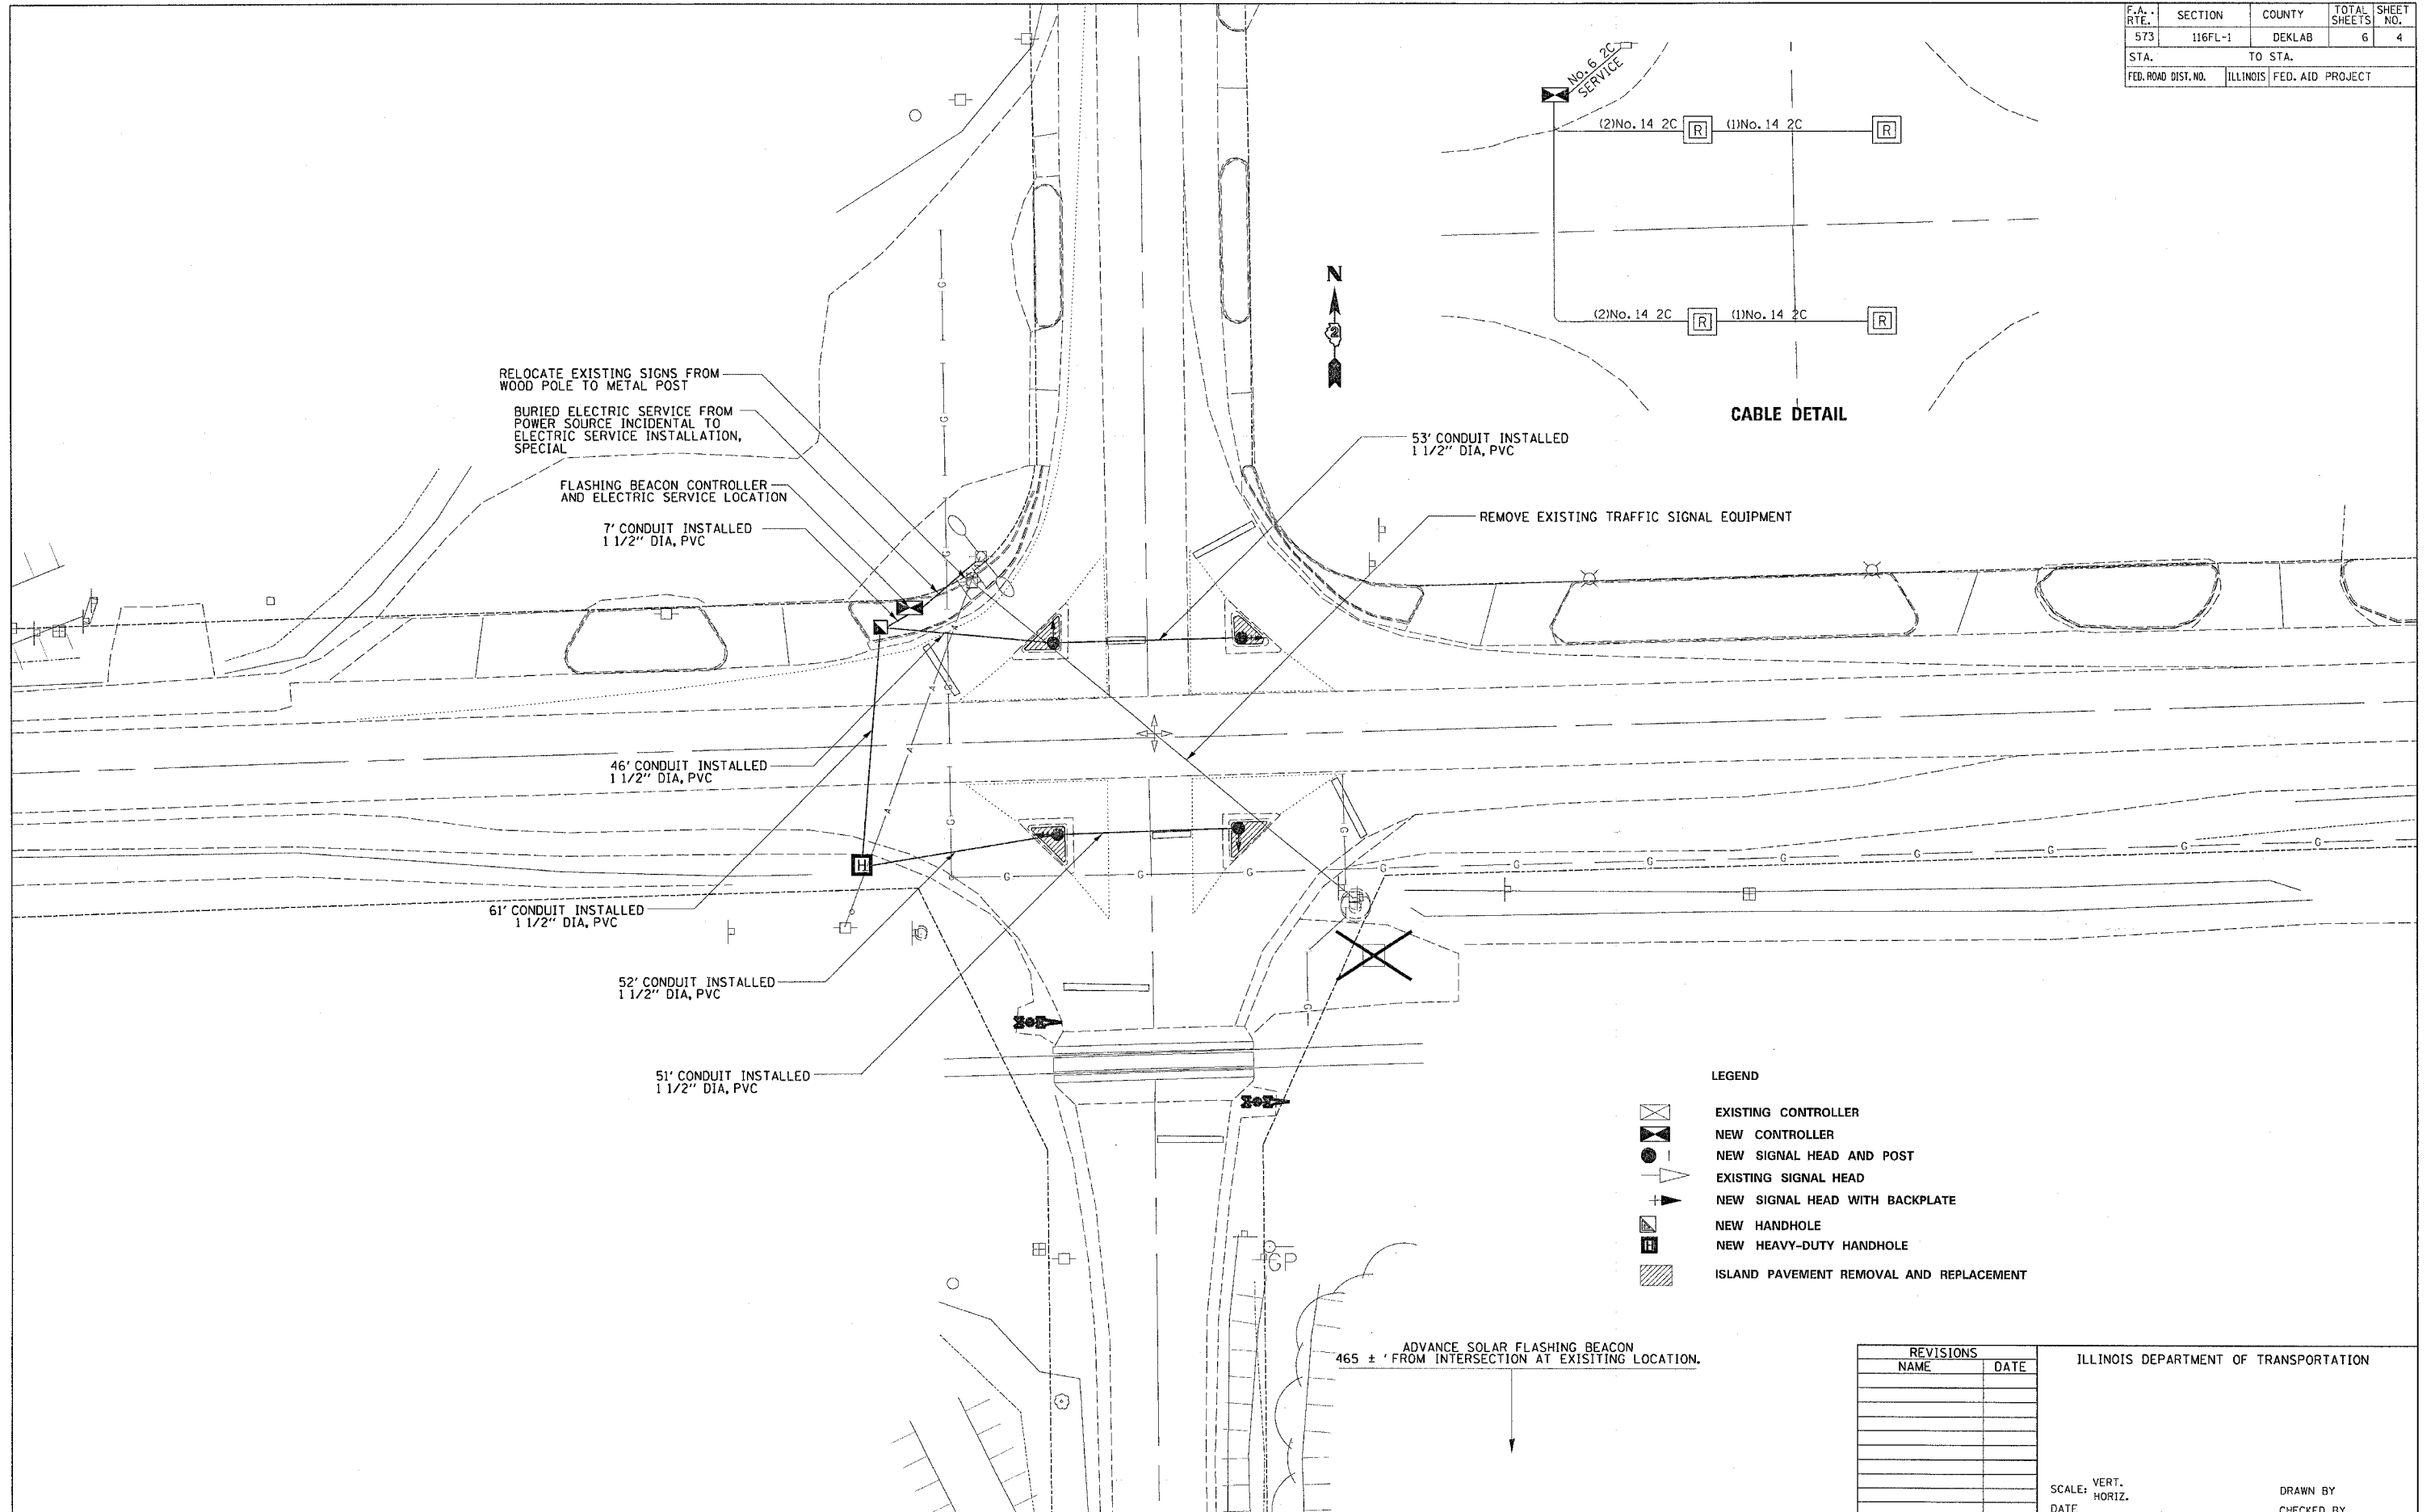 F.A. RTE. SECTION COUNTY TOTAL SHEETS SHEET NO.
573 116FL-1 DEKLAB 6 4
STA. TO STA.
FED. ROAD DIST. NO. ILLINOIS FED. AID PROJECT
No. 6 2C
SERVICE
(2)No. 14 2C R (1)No. 14 2C R
(2)No. 14 2C R (1)No. 14 2C R
CABLE DETAIL
N
2
RELOCATE EXISTING SIGNS FROM
WOOD POLE TO METAL POST
BURIED ELECTRIC SERVICE FROM
POWER SOURCE INCIDENTAL TO
ELECTRIC SERVICE INSTALLATION,
SPECIAL
FLASHING BEACON CONTROLLER
AND ELECTRIC SERVICE LOCATION
7' CONDUIT INSTALLED
1 1/2" DIA, PVC
53' CONDUIT INSTALLED
1 1/2" DIA, PVC
REMOVE EXISTING TRAFFIC SIGNAL EQUIPMENT
46' CONDUIT INSTALLED
1 1/2" DIA, PVC
61' CONDUIT INSTALLED
1 1/2" DIA, PVC
52' CONDUIT INSTALLED
1 1/2" DIA, PVC
51' CONDUIT INSTALLED
1 1/2" DIA, PVC
G G G G G
A A A
G G G G G G G G G G G G
H
GP
LEGEND
EXISTING CONTROLLER
NEW CONTROLLER
NEW SIGNAL HEAD AND POST
EXISTING SIGNAL HEAD
NEW SIGNAL HEAD WITH BACKPLATE
NEW HANDHOLE
H NEW HEAVY-DUTY HANDHOLE
ISLAND PAVEMENT REMOVAL AND REPLACEMENT
ADVANCE SOLAR FLASHING BEACON
465 ± ' FROM INTERSECTION AT EXISITING LOCATION.
REVISIONS
NAME DATE
ILLINOIS DEPARTMENT OF TRANSPORTATION
SCALE: VERT.
HORIZ.
DATE
DRAWN BY
CHECKED BY